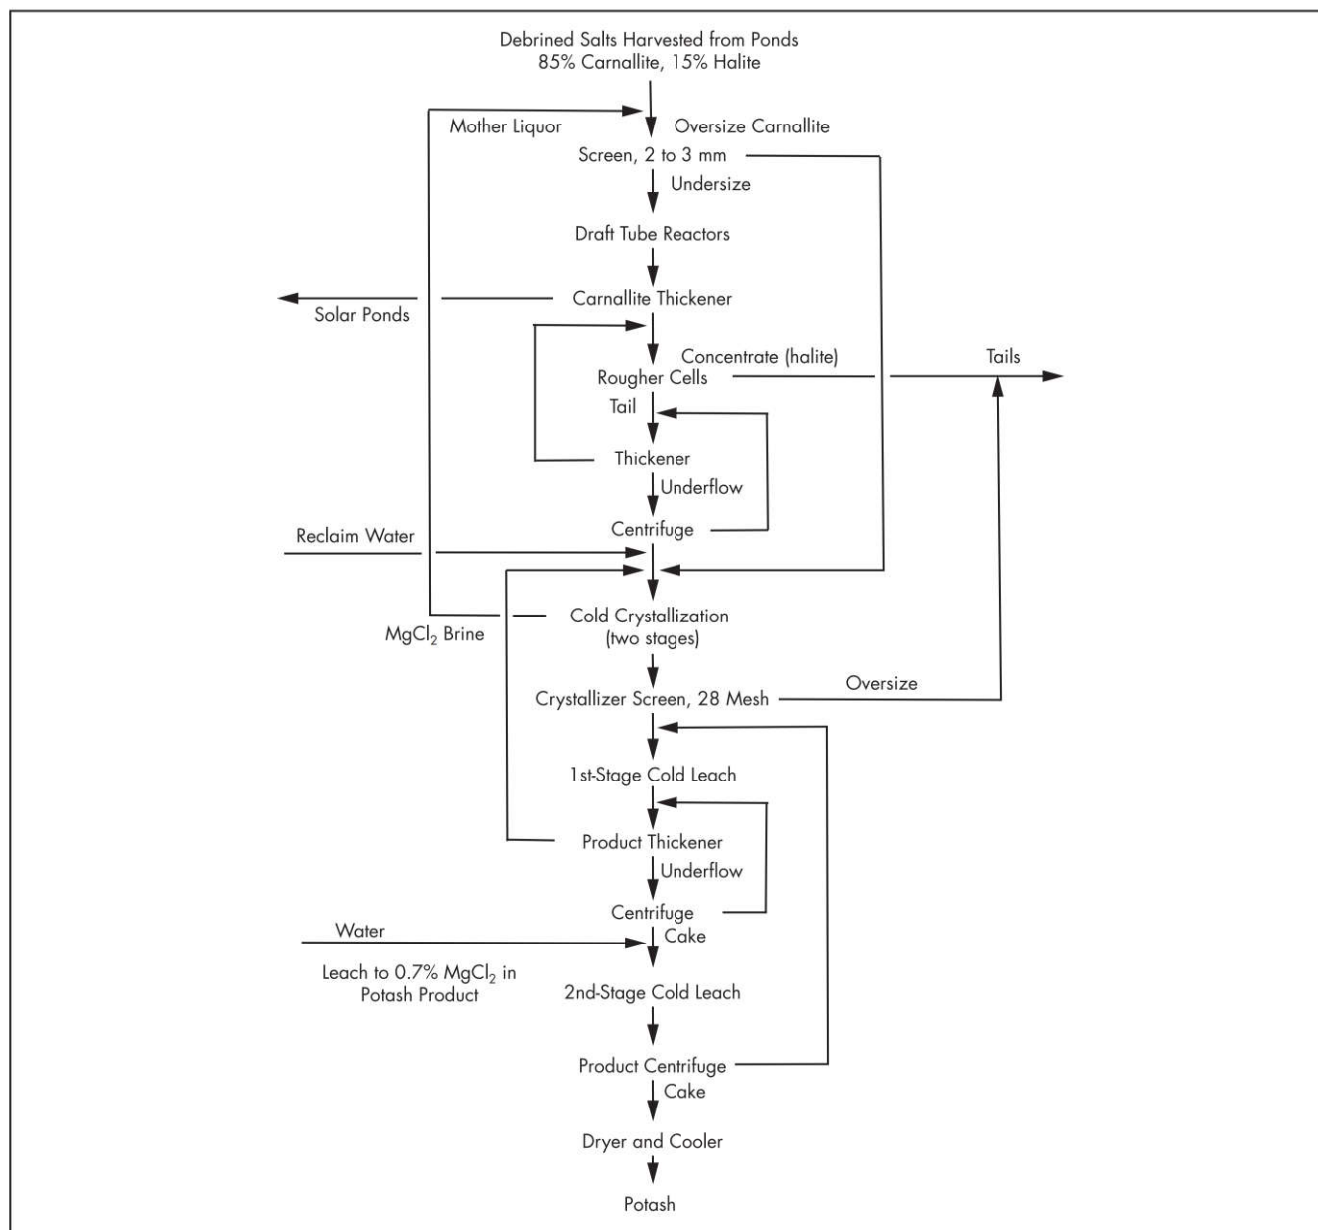 Debrined Salts Harvested from Ponds
85% Carnallite, 15% Halite
Mother Liquor
Oversize Carnallite
Screen, 2 to 3 mm
Undersize
Draft Tube Reactors
Carnallite Thickener
Solar Ponds
Concentrate (halite)
Tails
Rougher Cells
Tail
Thickener
Underflow
Centrifuge
Reclaim Water
Cold Crystallization
(two stages)
MgCl₂ Brine
Crystallizer Screen, 28 Mesh
Oversize
1st-Stage Cold Leach
Product Thickener
Underflow
Centrifuge
Cake
Water
Leach to 0.7% MgCl₂ in
Potash Product
2nd-Stage Cold Leach
Product Centrifuge
Cake
Dryer and Cooler
Potash